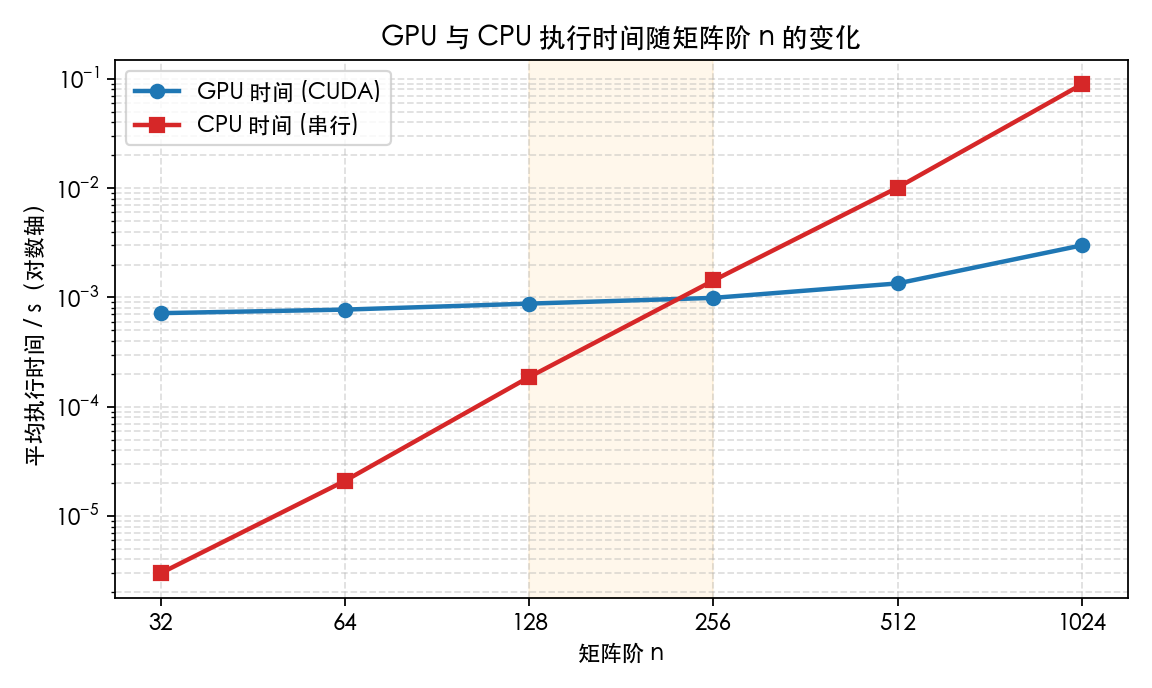 GPU 与 CPU 执行时间随矩阵阶 n 的变化
GPU 时间 (CUDA)
CPU 时间 (串行)
平均执行时间 / s（对数轴）
10⁻¹
10⁻²
10⁻³
10⁻⁴
10⁻⁵
32 64 128 256 512 1024
矩阵阶 n